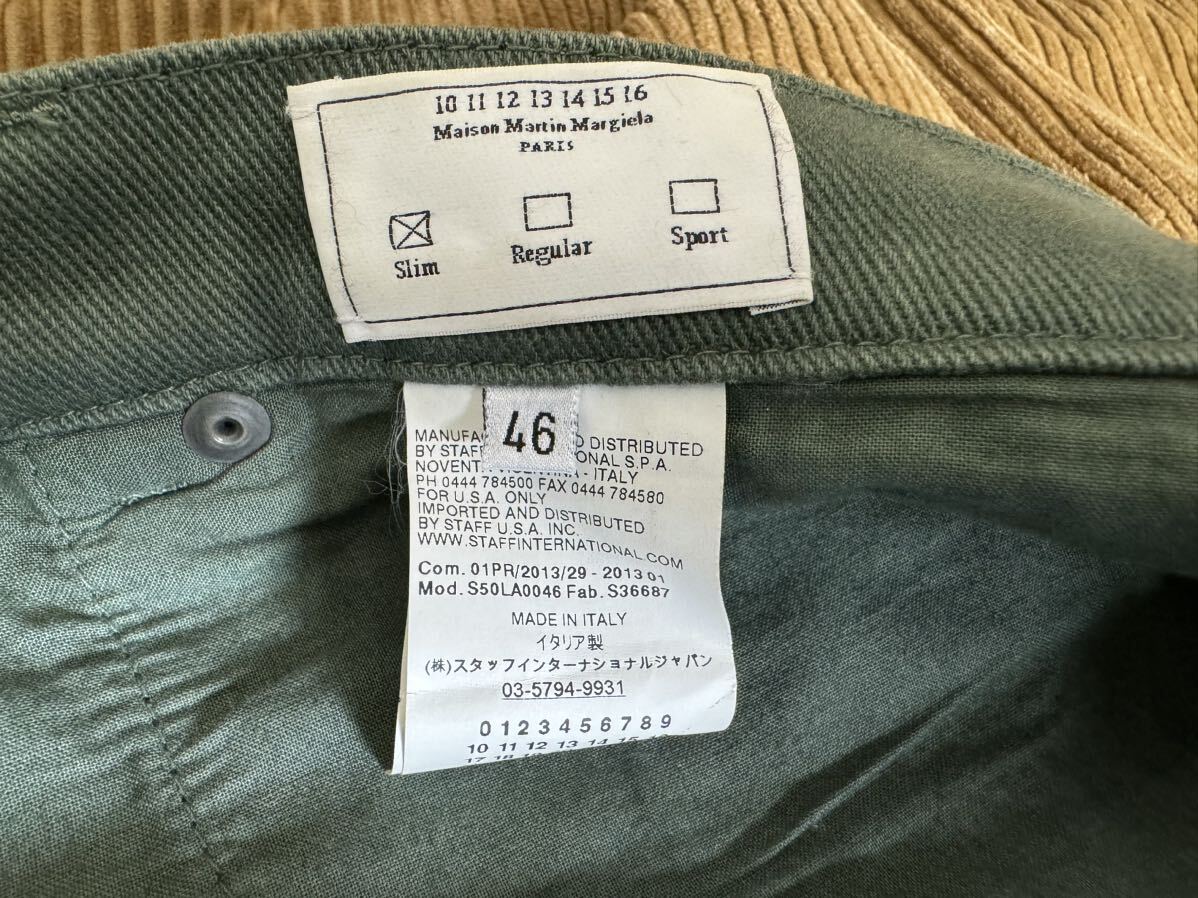 10 11 12 13 14 15 16
Maison Martin Margiela
PARIS
Slim
Regular
Sport
46
DISTRIBUTED
BY STAFF S.P.A.
ITALY
PH 0444 784500 FAX 0444 784580
FOR U.S.A. ONLY
IMPORTED AND DISTRIBUTED
BY STAFF U.S.A. INC.
WWW.STAFFINTERNATIONAL.COM
Com. 01PR/2013/29 - 2013 01
Mod. S50LA0046 Fab. S36687
MADE IN ITALY
イタリア製
(株)スタッフインターナショナルジャパン
03-5794-9931
0 1 2 3 4 5 6 7 8 9
10 11 12 13 14 15
17 18